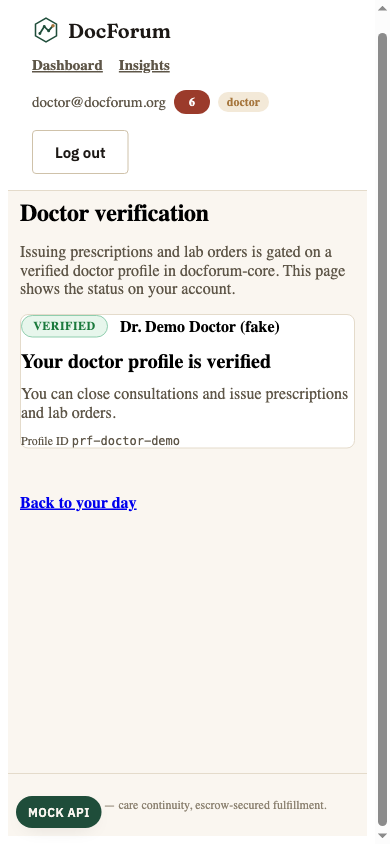 DocForum
Dashboard Insights
doctor@docforum.org 6 doctor
Log out
Doctor verification
Issuing prescriptions and lab orders is gated on a
verified doctor profile in docforum-core. This page
shows the status on your account.
VERIFIED Dr. Demo Doctor (fake)
Your doctor profile is verified
You can close consultations and issue prescriptions
and lab orders.
Profile ID prf-doctor-demo
Back to your day
MOCK API — care continuity, escrow-secured fulfillment.